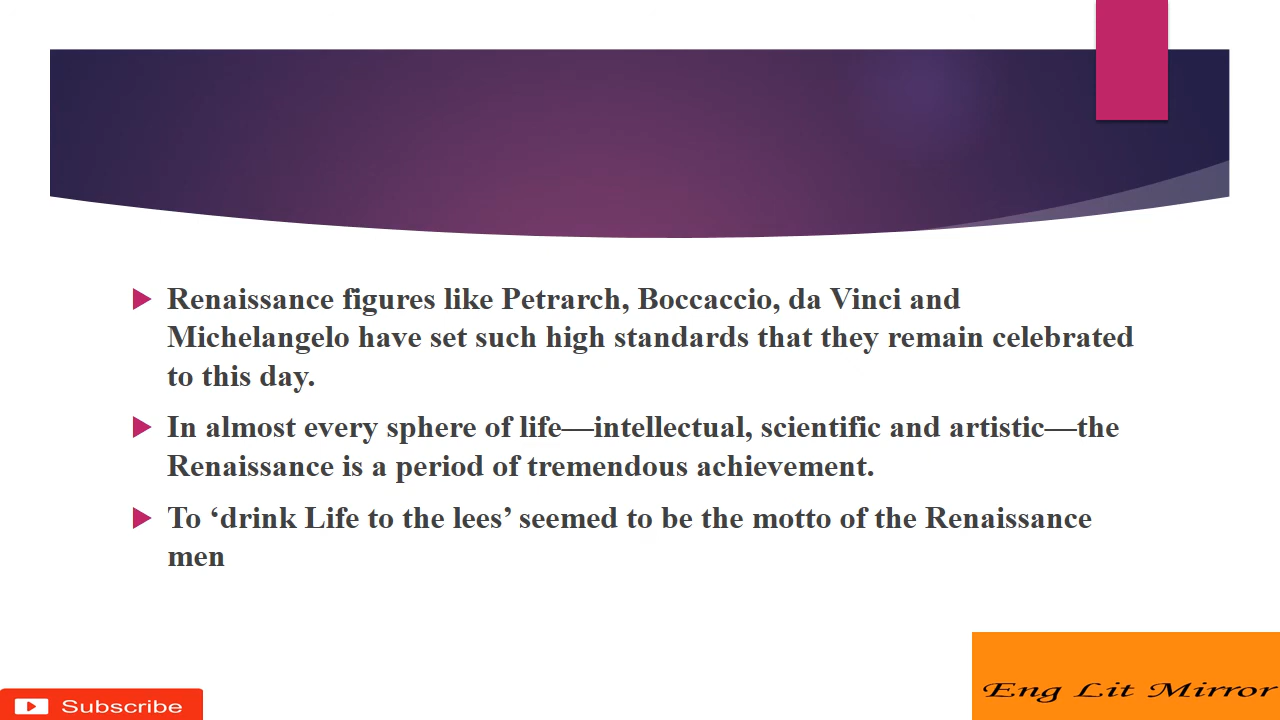 Renaissance figures like Petrarch, Boccaccio, da Vinci and
Michelangelo have set such high standards that they remain celebrated
to this day.
In almost every sphere of life—intellectual, scientific and artistic—the
Renaissance is a period of tremendous achievement.
To ‘drink Life to the lees’ seemed to be the motto of the Renaissance
men
Subscribe
Eng Lit Mirror